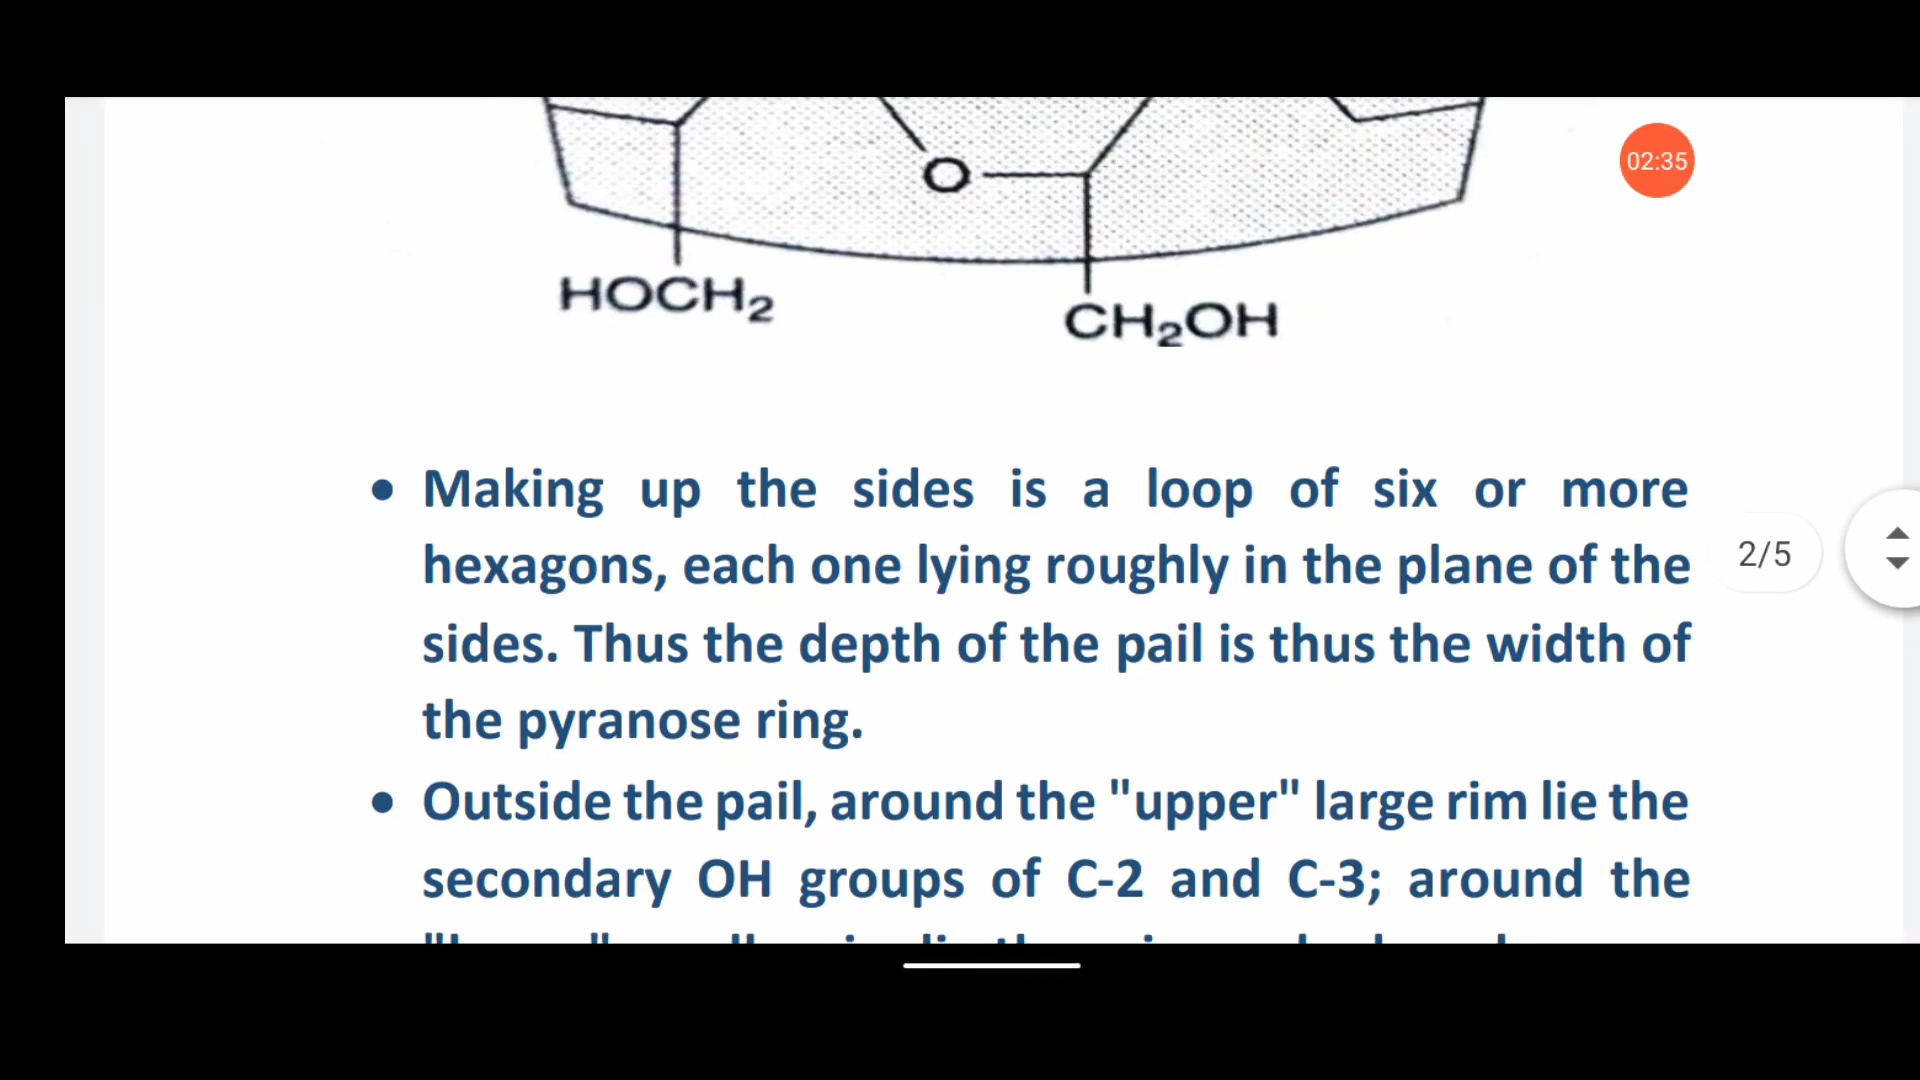 02:35
O
HOCH₂
CH₂OH
• Making up the sides is a loop of six or more
hexagons, each one lying roughly in the plane of the
2/5
sides. Thus the depth of the pail is thus the width of
the pyranose ring.
• Outside the pail, around the "upper" large rim lie the
secondary OH groups of C-2 and C-3; around the